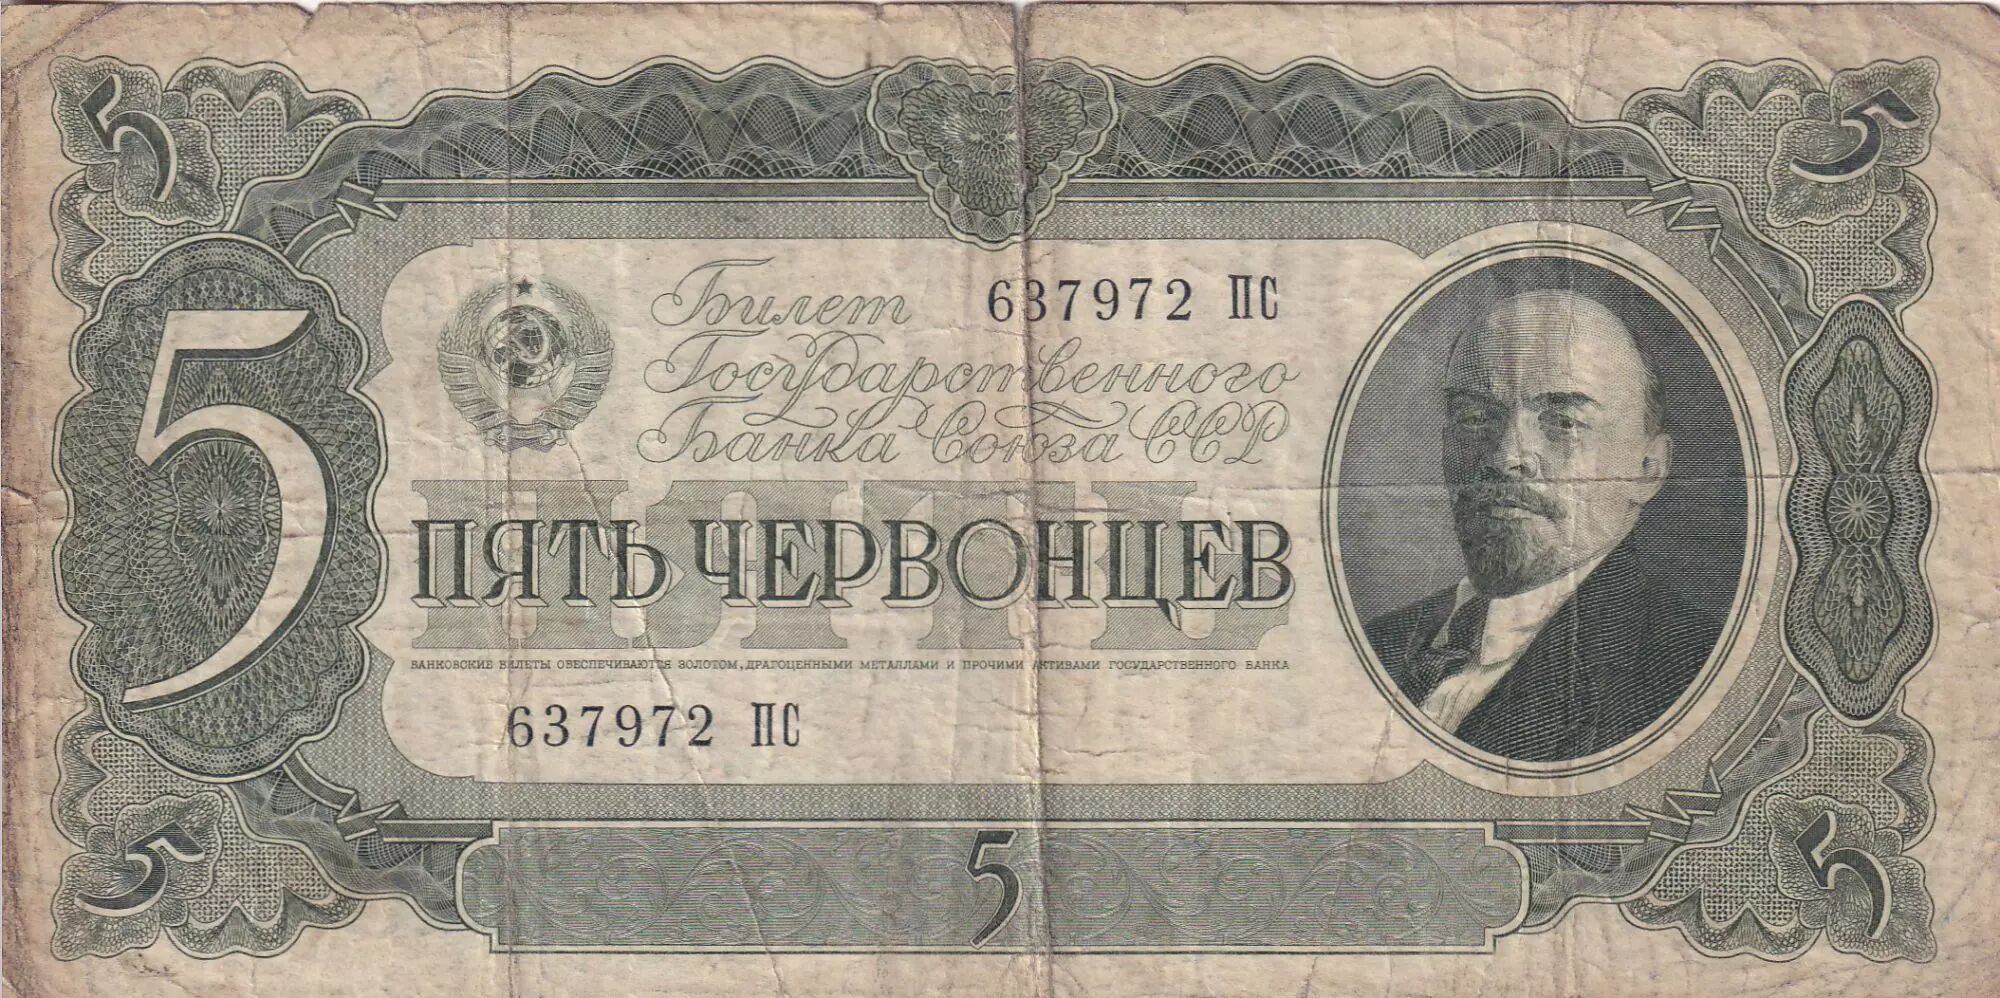 5 5
Билет 637972 ПС
Государственного
Банка Союза ССР
5
ПЯТЬ
ПЯТЬ ЧЕРВОНЦЕВ
БАНКОВСКИЕ БИЛЕТЫ ОБЕСПЕЧИВАЮТСЯ ЗОЛОТОМ, ДРАГОЦЕННЫМИ МЕТАЛЛАМИ И ПРОЧИМИ АКТИВАМИ ГОСУДАРСТВЕННОГО БАНКА
637972 ПС
5 5 5